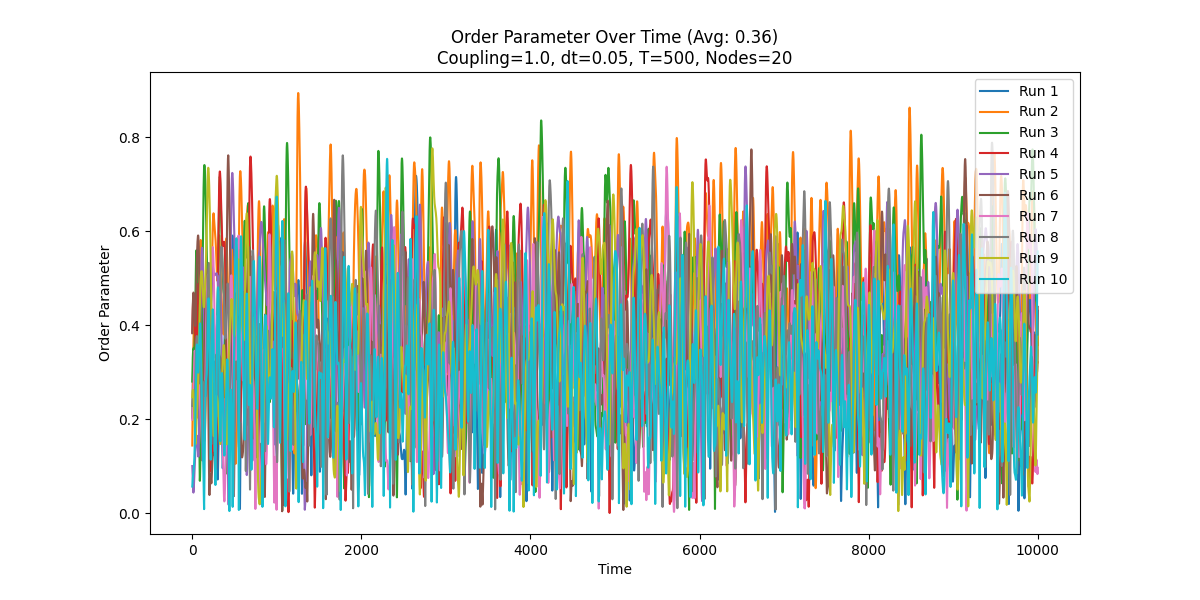 Order Parameter Over Time (Avg: 0.36)
Coupling=1.0, dt=0.05, T=500, Nodes=20
Order Parameter
0.8
0.6
0.4
0.2
0.0
Run 1
Run 2
Run 3
Run 4
Run 5
Run 6
Run 7
Run 8
Run 9
Run 10
0
2000
4000
6000
8000
10000
Time